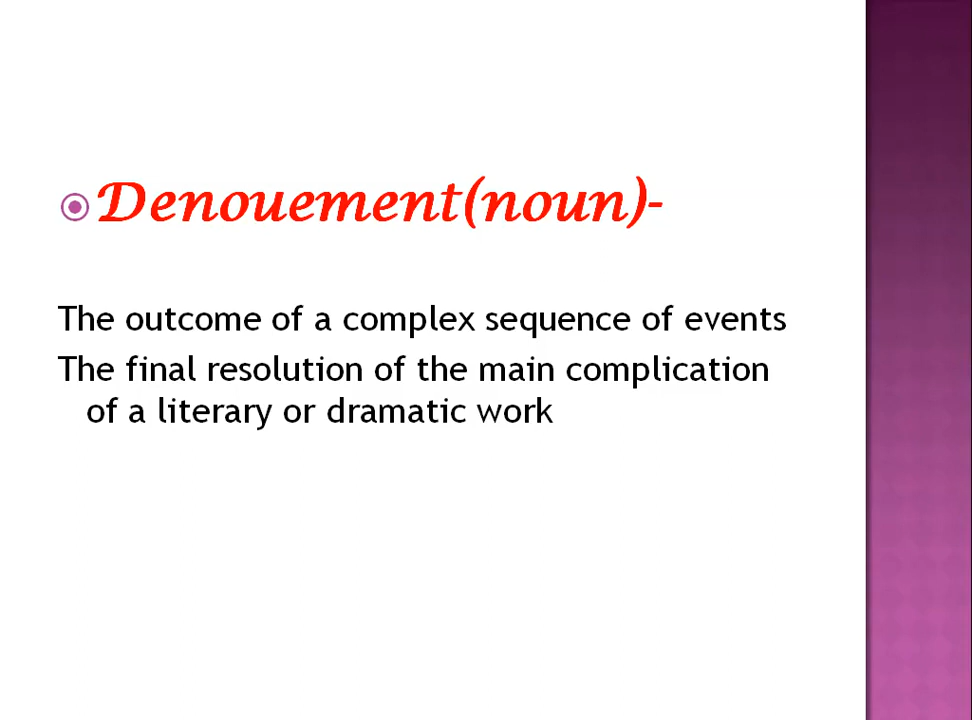 Denouement(noun)-
The outcome of a complex sequence of events
The final resolution of the main complication
of a literary or dramatic work